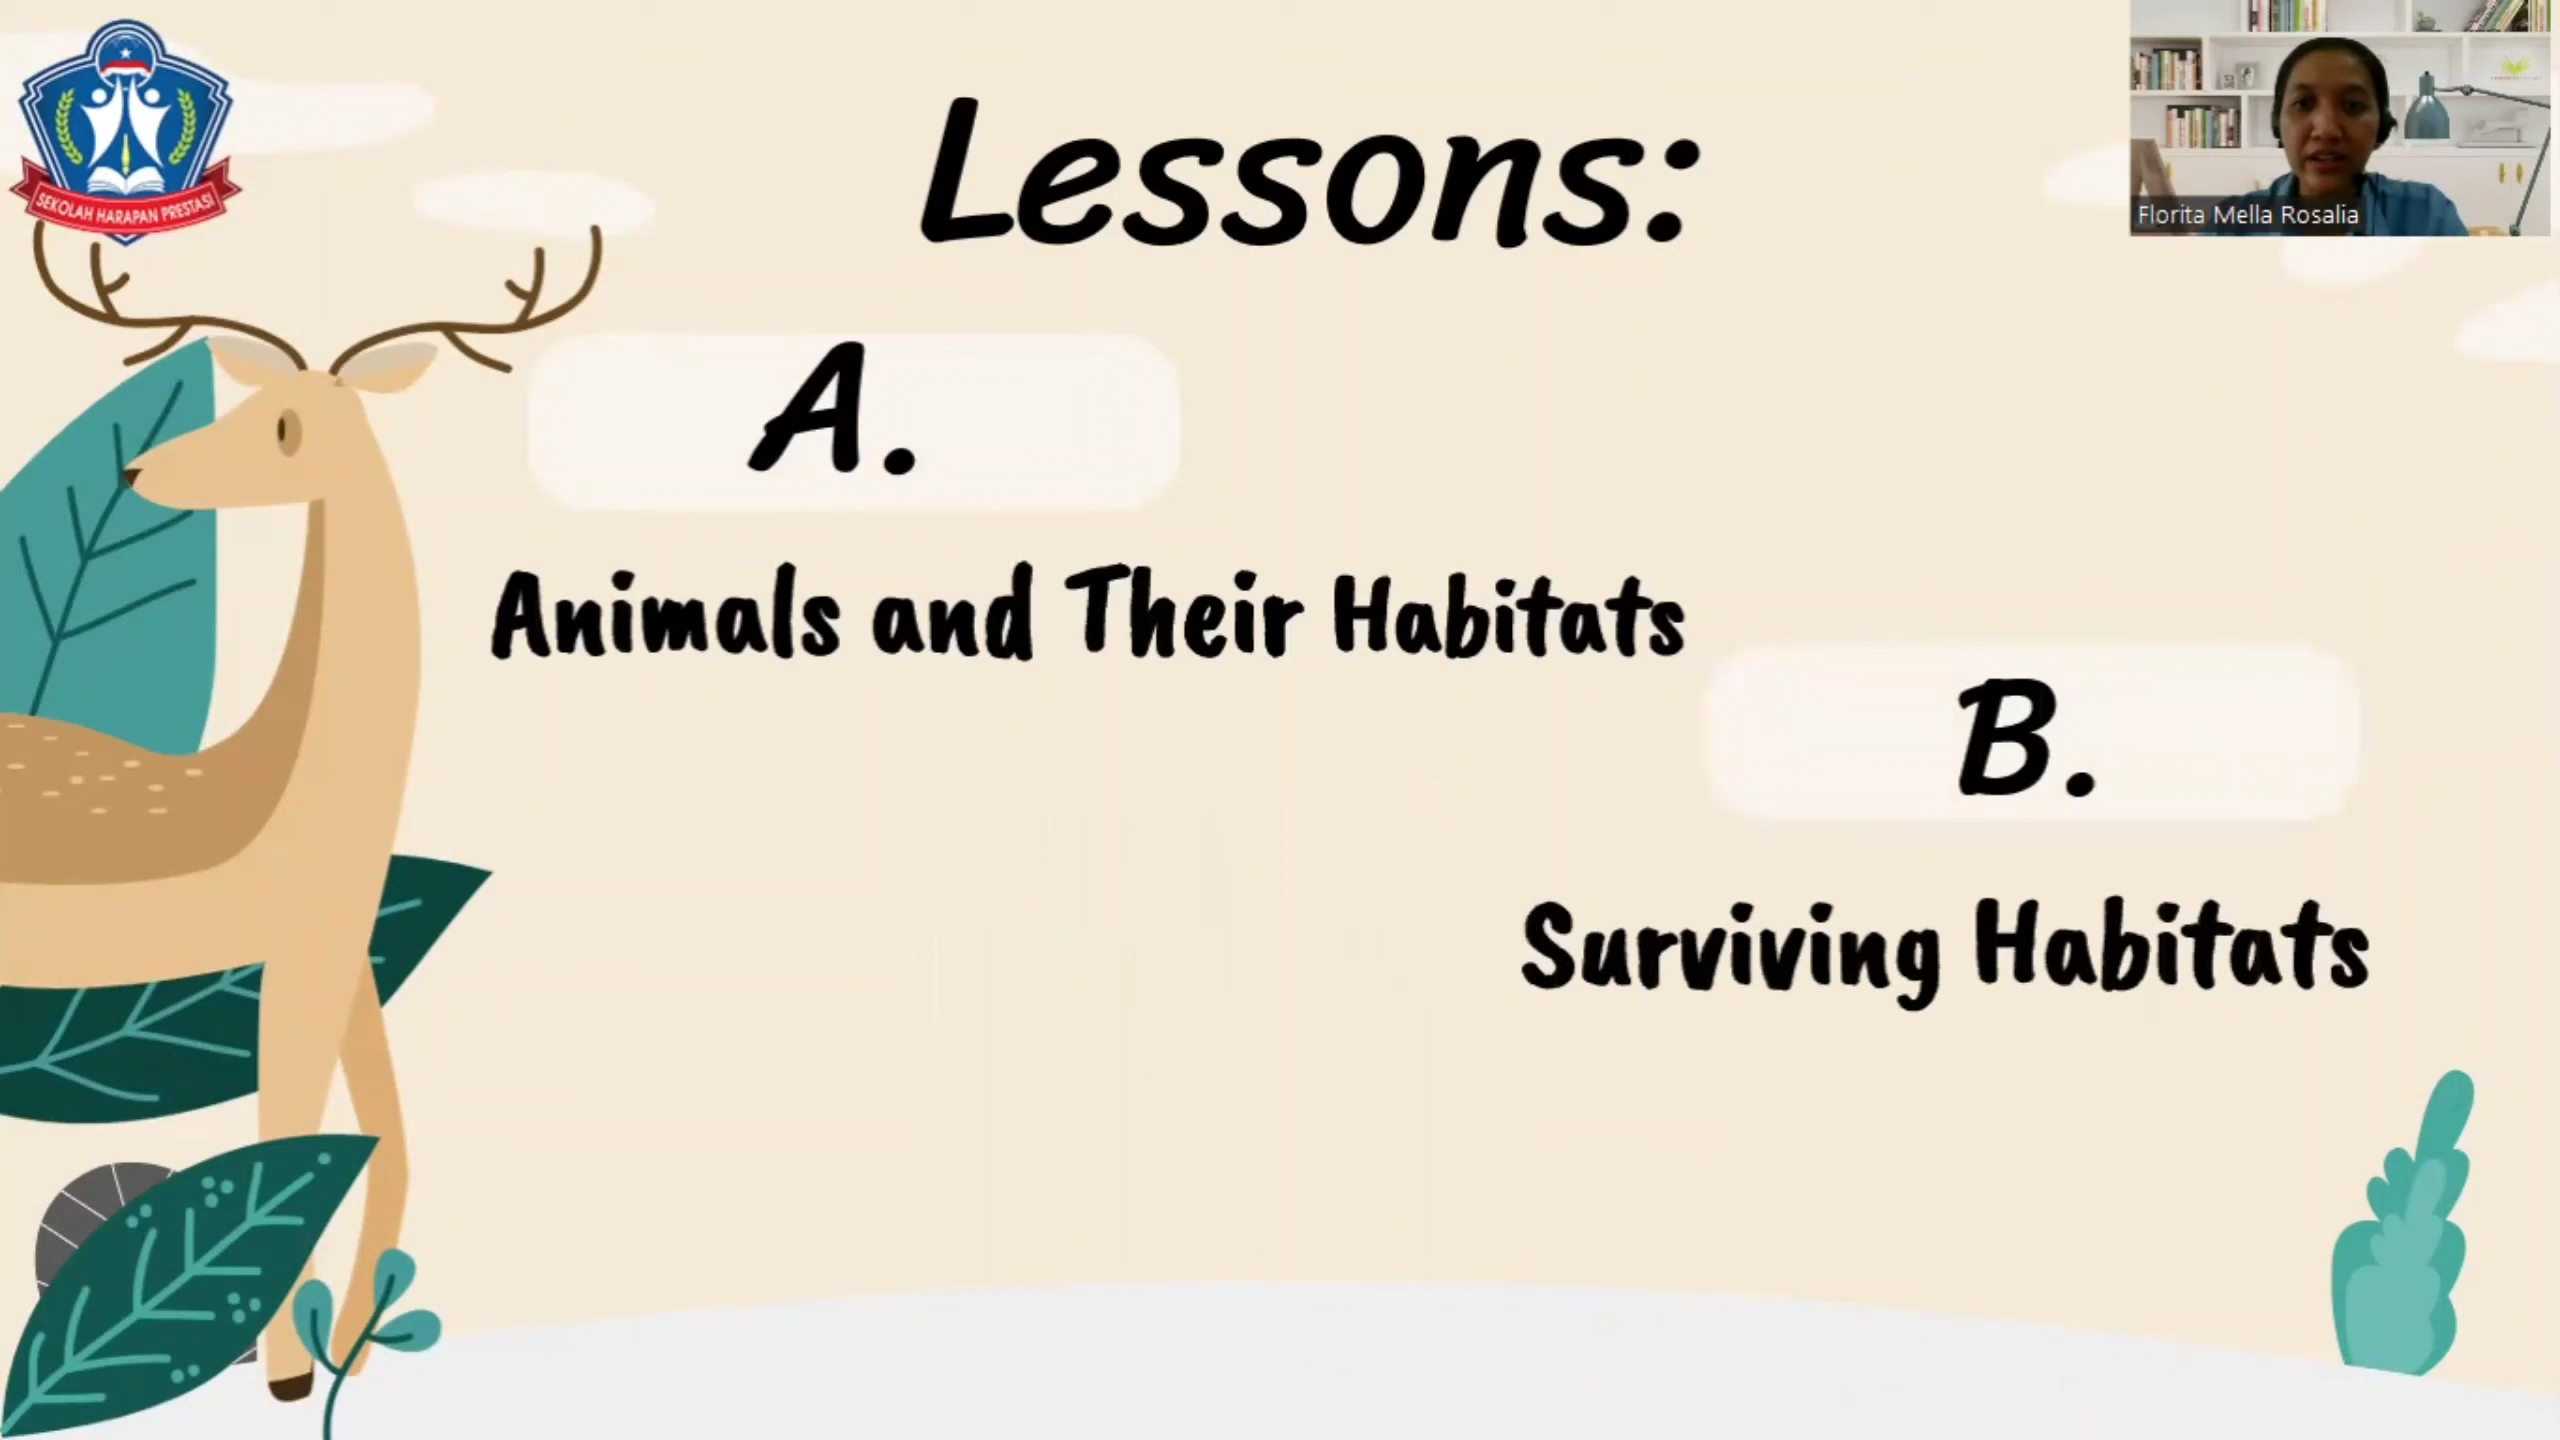 SEKOLAH HARAPAN PRESTASI
Lessons:
Florita Mella Rosalia
A.
Animals and Their Habitats
B.
Surviving Habitats